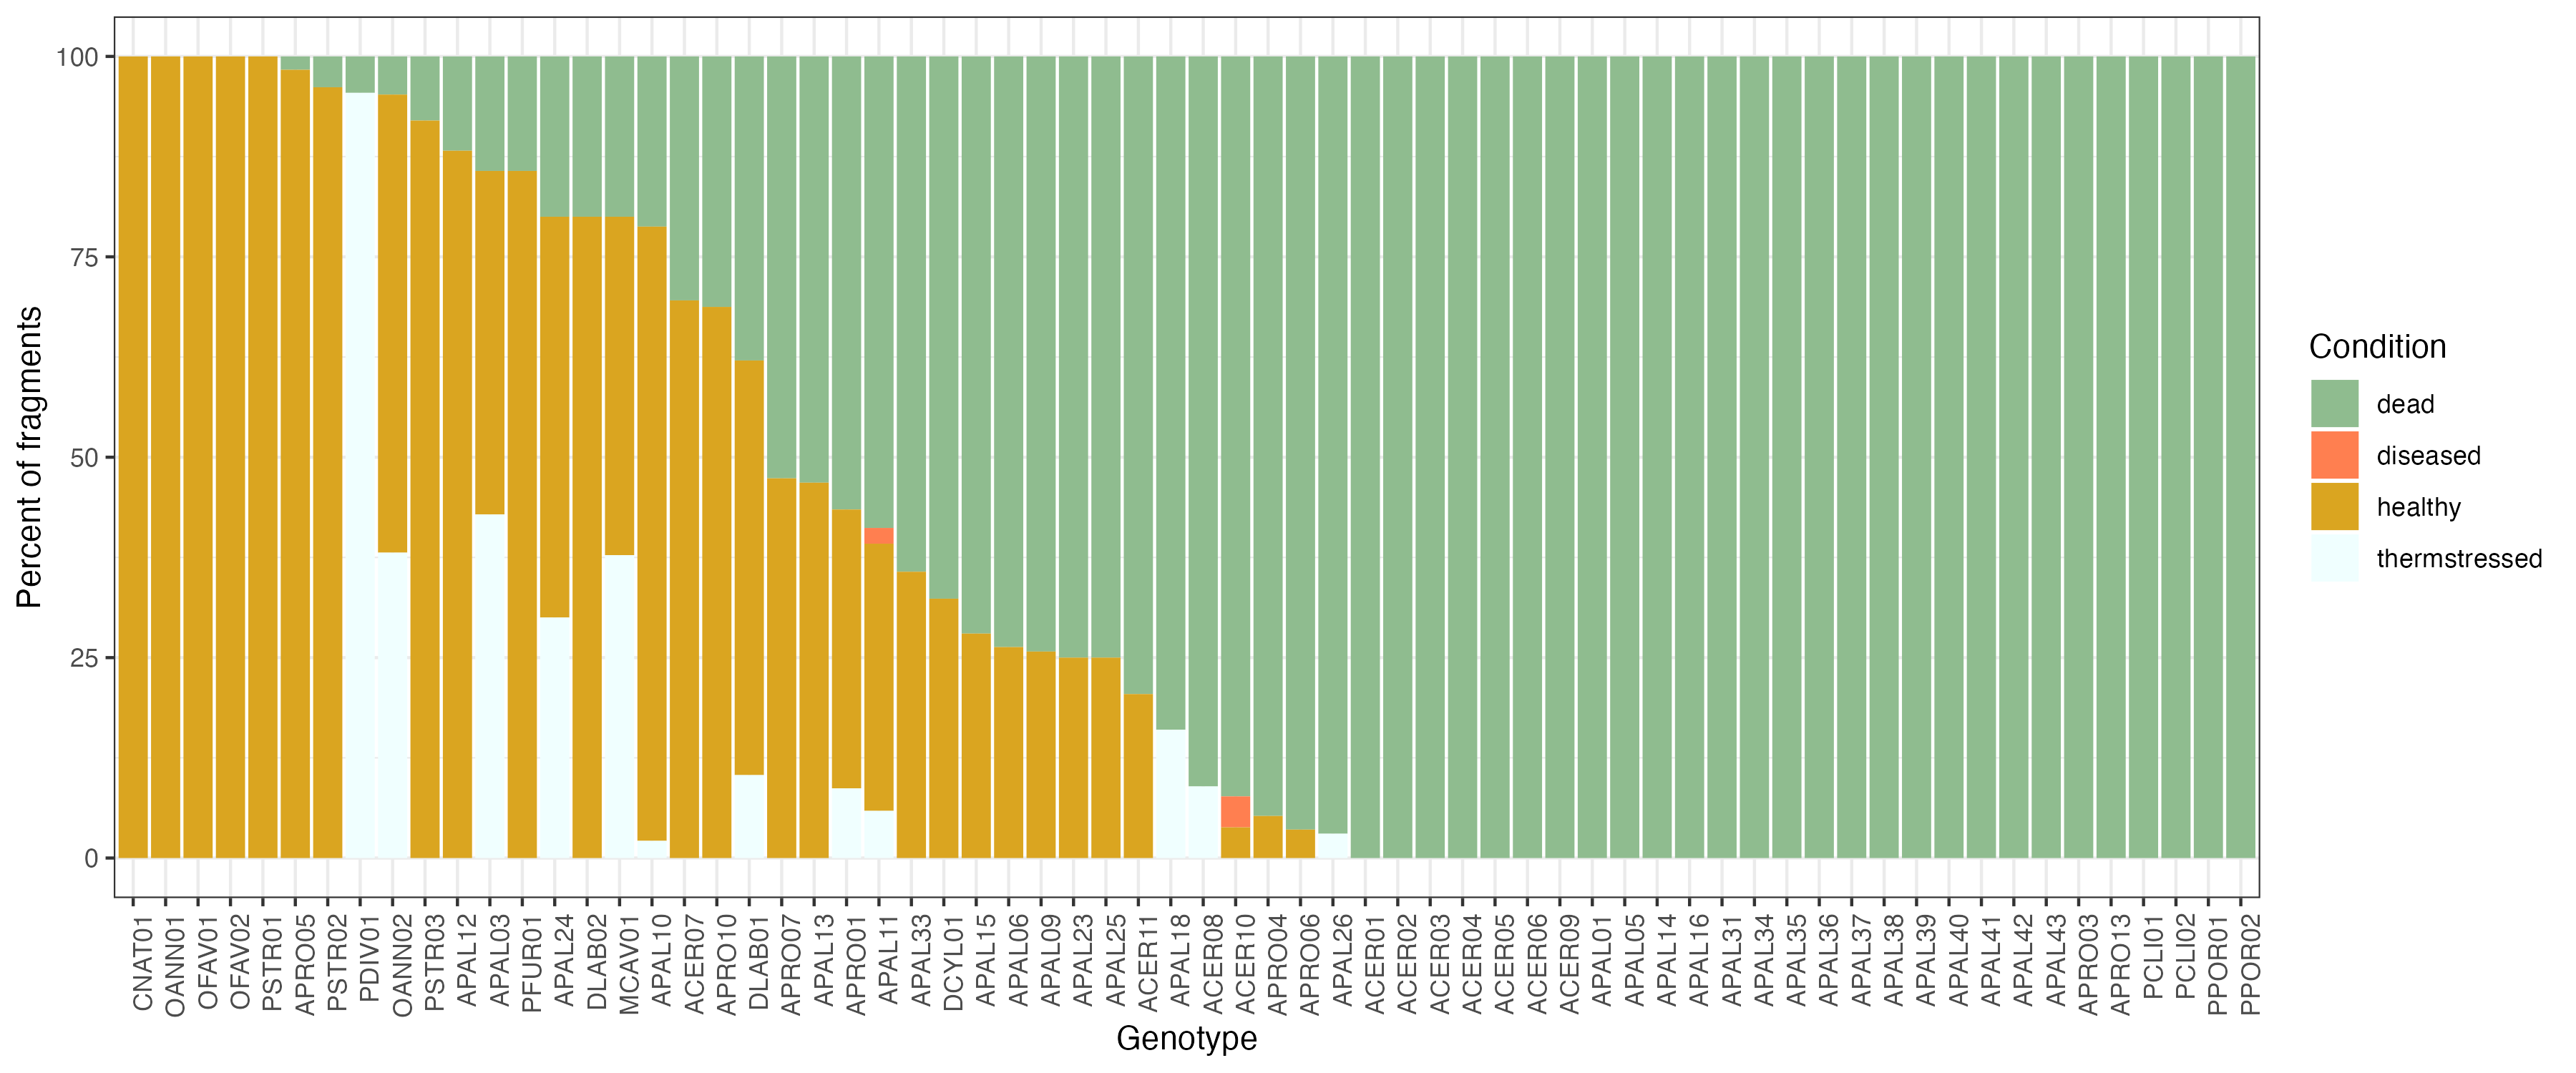 100
75
50
25
0
Percent of fragments
CNAT01
OANN01
OFAV01
OFAV02
PSTR01
APRO05
PSTR02
PDIV01
OANN02
PSTR03
APAL12
APAL03
PFUR01
APAL24
DLAB02
MCAV01
APAL10
ACER07
APRO10
DLAB01
APRO07
APAL13
APRO01
APAL11
APAL33
DCYL01
APAL15
APAL06
APAL09
APAL23
APAL25
ACER11
APAL18
ACER08
ACER10
APRO04
APRO06
APAL26
ACER01
ACER02
ACER03
ACER04
ACER05
ACER06
ACER09
APAL01
APAL05
APAL14
APAL16
APAL31
APAL34
APAL35
APAL36
APAL37
APAL38
APAL39
APAL40
APAL41
APAL42
APAL43
APRO03
APRO13
PCLI01
PCLI02
PPOR01
PPOR02
Genotype
Condition
dead
diseased
healthy
thermstressed